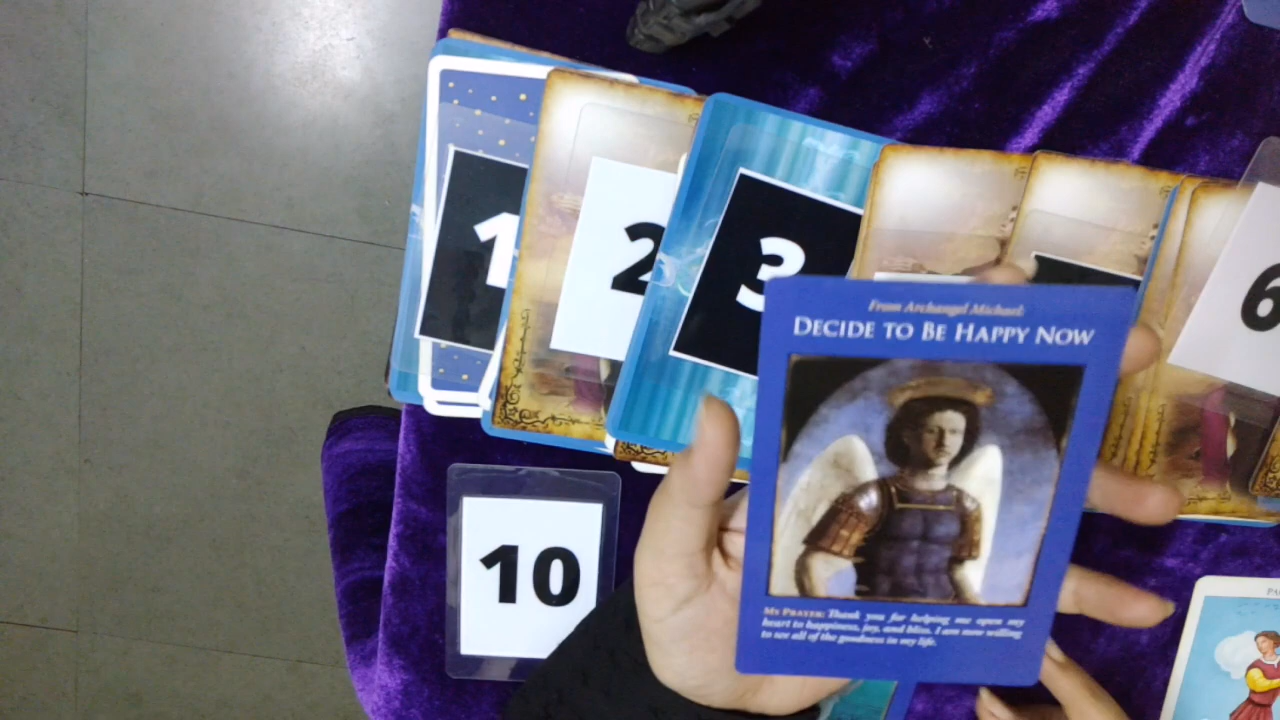 1
2
3
6
From Archangel Michael:
DECIDE TO BE HAPPY NOW
MY PRAYER: Thank you for helping me open my
heart to happiness, joy, and bliss. I am now willing
to see all of the goodness in my life.
10